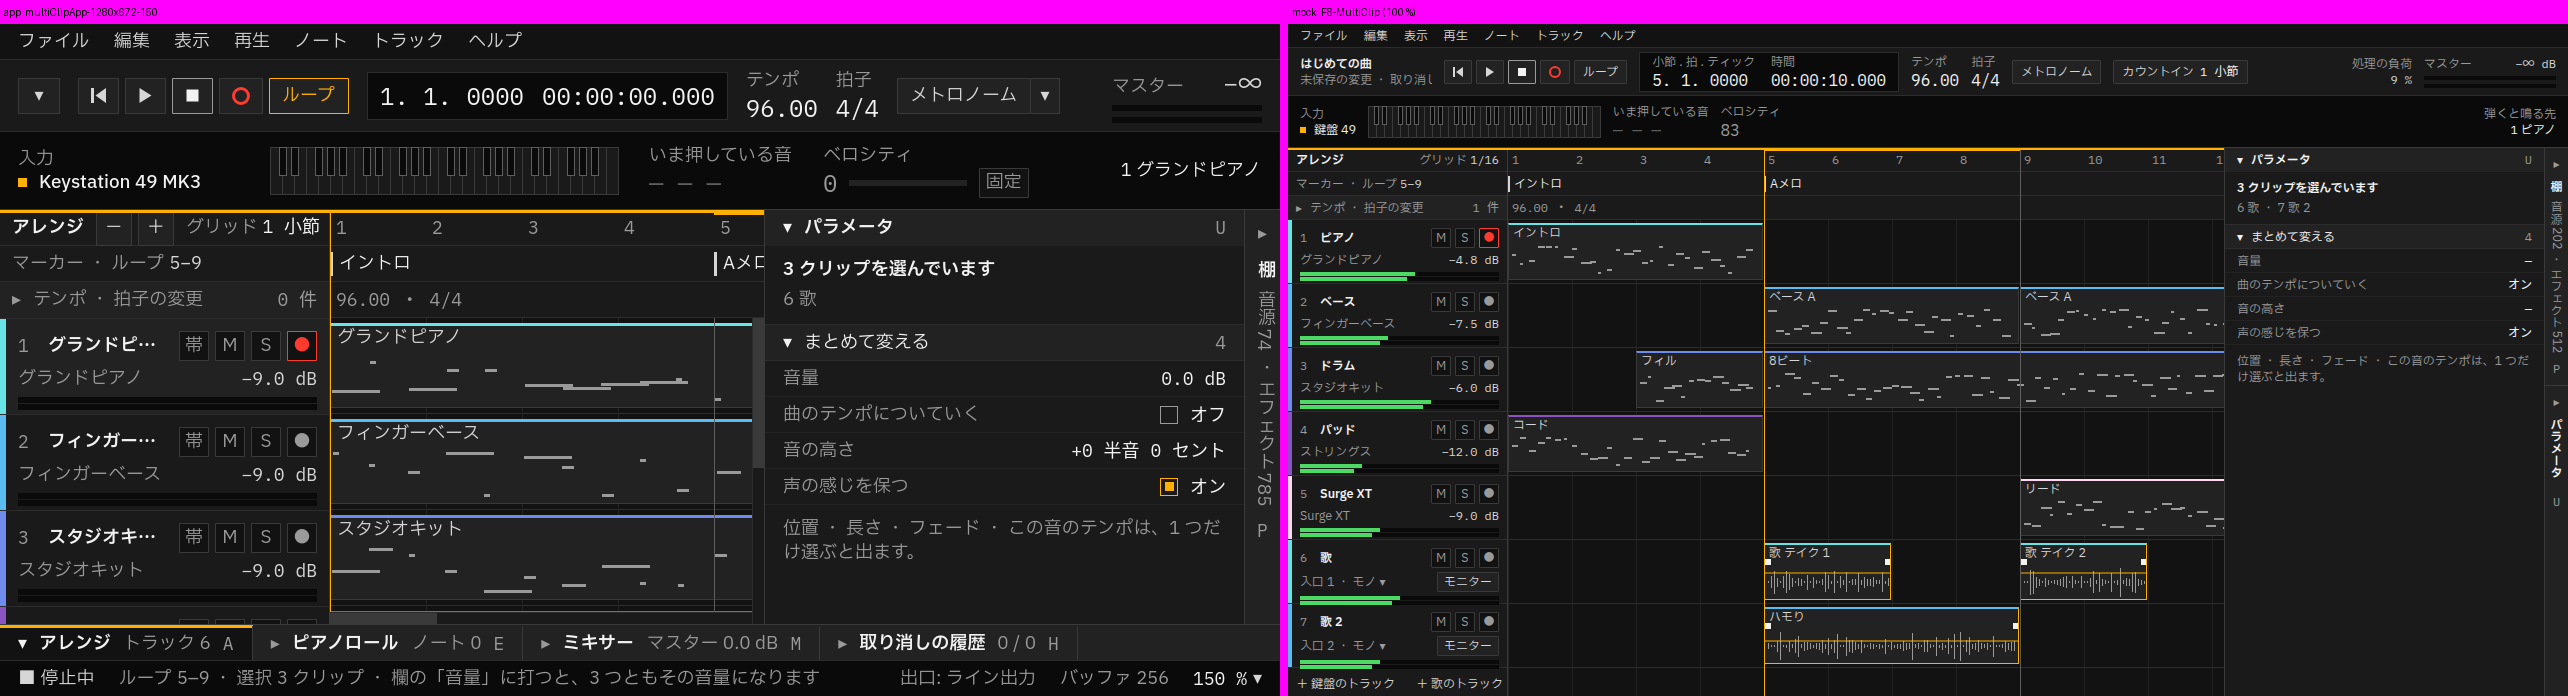 app_multiClipApp-1280x672-150
ファイル 編集 表示 再生 ノート トラック ヘルプ
▼ ループ 1. 1. 0000 00:00:00.000 テンポ 96.00 拍子 4/4 メトロノーム ▼ マスター −∞
入力
Keystation 49 MK3
いま押している音
— — —
ベロシティ
0 固定
1 グランドピアノ
アレンジ − ＋ グリッド 1 小節 1 2 3 4 5
マーカー ・ ループ 5–9 イントロ Aメロ
▶ テンポ ・ 拍子の変更 0 件 96.00 ・ 4/4
1 グランドピ… 帯 M S
グランドピアノ −9.0 dB
グランドピアノ
2 フィンガー… 帯 M S
フィンガーベース −9.0 dB
フィンガーベース
3 スタジオキ… 帯 M S
スタジオキット −9.0 dB
スタジオキット
▼ パラメータ U
3 クリップを選んでいます
6 歌
▼ まとめて変える 4
音量 0.0 dB
曲のテンポについていく オフ
音の高さ +0 半音 0 セント
声の感じを保つ オン
位置 ・ 長さ ・ フェード ・ この音のテンポは、1 つだ
け選ぶと出ます。
▶ 棚 音源 74 ・ エフェクト 785 P
▼ アレンジ トラック 6 A ▶ ピアノロール ノート 0 E ▶ ミキサー マスター 0.0 dB M ▶ 取り消しの履歴 0 / 0 H
停止中 ループ 5–9 ・ 選択 3 クリップ ・ 欄の「音量」に打つと、3 つともその音量になります 出口: ライン出力 バッファ 256 150 % ▼
mock_F8-MultiClip (100%)
ファイル 編集 表示 再生 ノート トラック ヘルプ
はじめての曲
未保存の変更 ・ 取り消し
ループ
小節 . 拍 . ティック 時間
5. 1. 0000 00:00:10.000
テンポ
96.00
拍子
4/4
メトロノーム カウントイン 1 小節
処理の負荷
9 %
マスター −∞ dB
入力
鍵盤 49
いま押している音
— — —
ベロシティ
83
弾くと鳴る先
1 ピアノ
アレンジ グリッド 1/16 1 2 3 4 5 6 7 8 9 10 11 1
マーカー ・ ループ 5–9 イントロ Aメロ
▶ テンポ ・ 拍子の変更 1 件 96.00 ・ 4/4
1 ピアノ M S
グランドピアノ −4.8 dB
イントロ
2 ベース M S
フィンガーベース −7.5 dB
ベース A ベース A
3 ドラム M S
スタジオキット −6.0 dB
フィル 8ビート
4 パッド M S
ストリングス −12.0 dB
コード
5 Surge XT M S
Surge XT −9.0 dB
リード
6 歌 M S
入口 1 ・ モノ ▾ モニター
歌 テイク 1 歌 テイク 2
7 歌 2 M S
入口 2 ・ モノ ▾ モニター
ハモり
＋ 鍵盤のトラック ＋ 歌のトラック
▼ パラメータ U
3 クリップを選んでいます
6 歌 ・ 7 歌 2
▼ まとめて変える 4
音量 —
曲のテンポについていく オン
音の高さ —
声の感じを保つ オン
位置 ・ 長さ ・ フェード ・ この音のテンポは、1 つだ
け選ぶと出ます。
▶ 棚 音源 202 ・ エフェクト 512 P
▶ パラメータ U